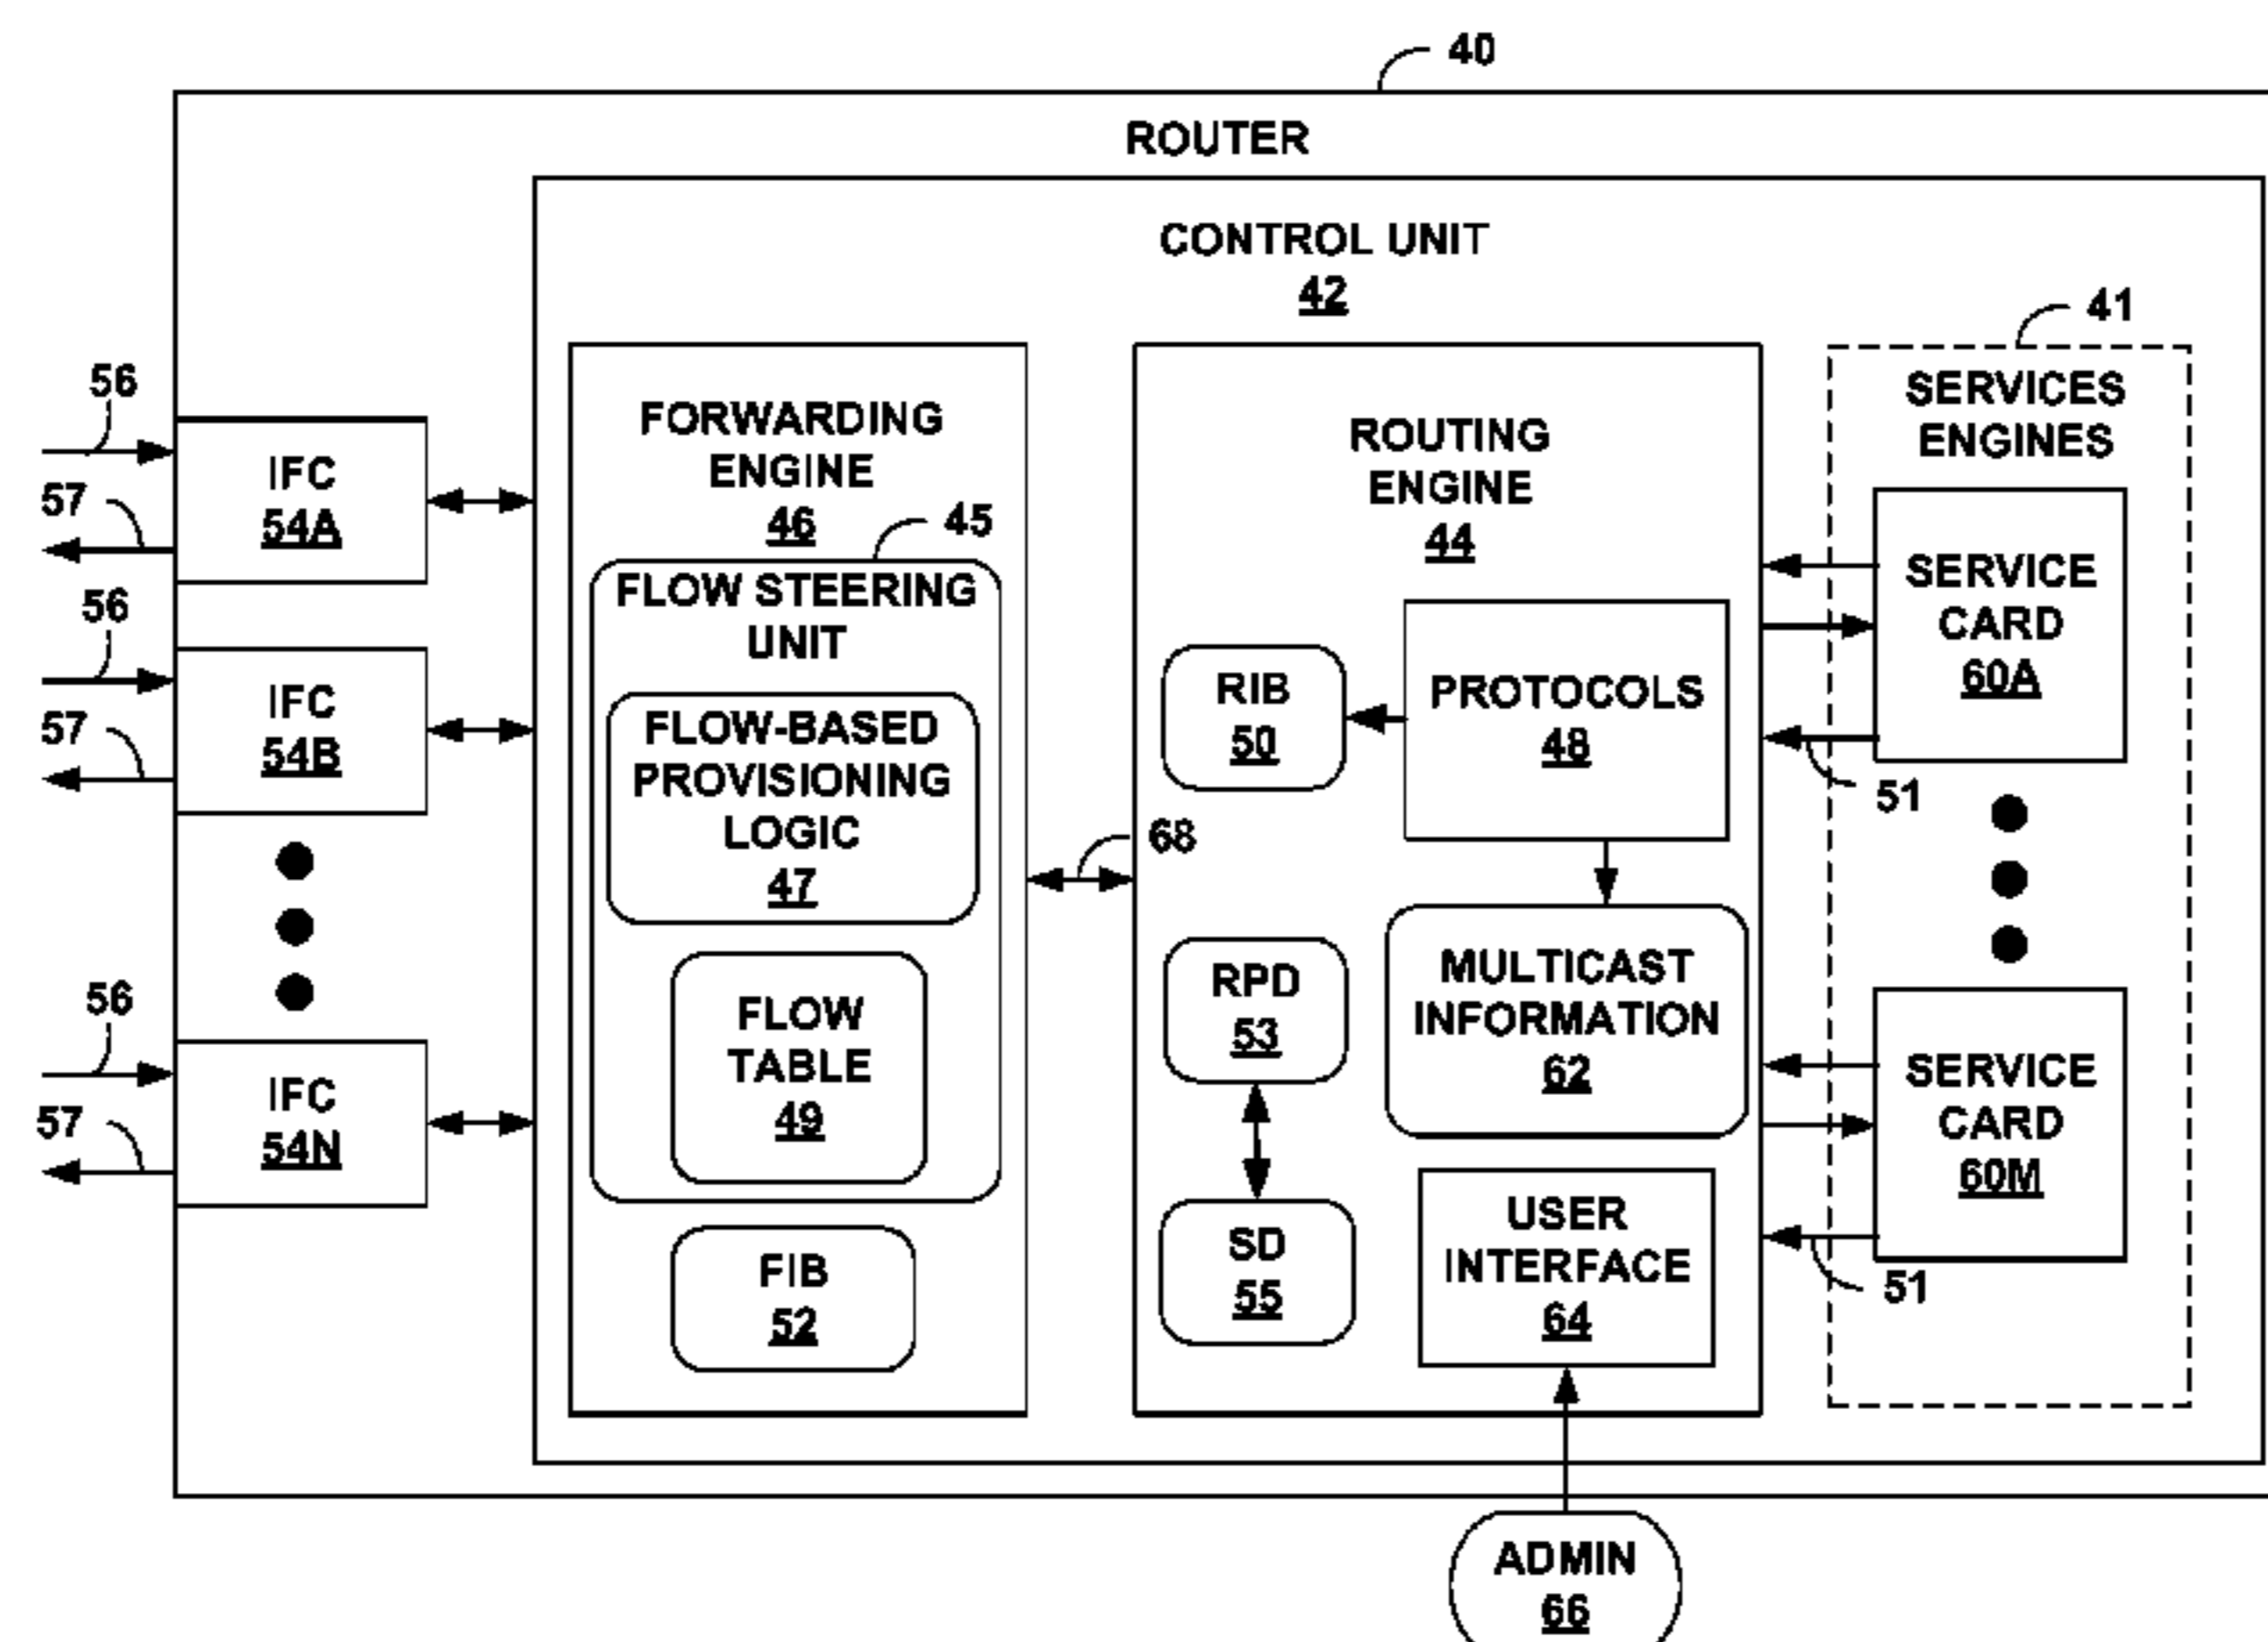 40
ROUTER
CONTROL UNIT
42
41
56
57
IFC
54A
56
57
IFC
54B
56
57
IFC
54N
FORWARDING
ENGINE
46
45
FLOW STEERING
UNIT
FLOW-BASED
PROVISIONING
LOGIC
47
FLOW
TABLE
49
FIB
52
68
ROUTING
ENGINE
44
RIB
50
PROTOCOLS
48
RPD
53
MULTICAST
INFORMATION
62
SD
55
USER
INTERFACE
64
SERVICES
ENGINES
SERVICE
CARD
60A
51
SERVICE
CARD
60M
51
ADMIN
66